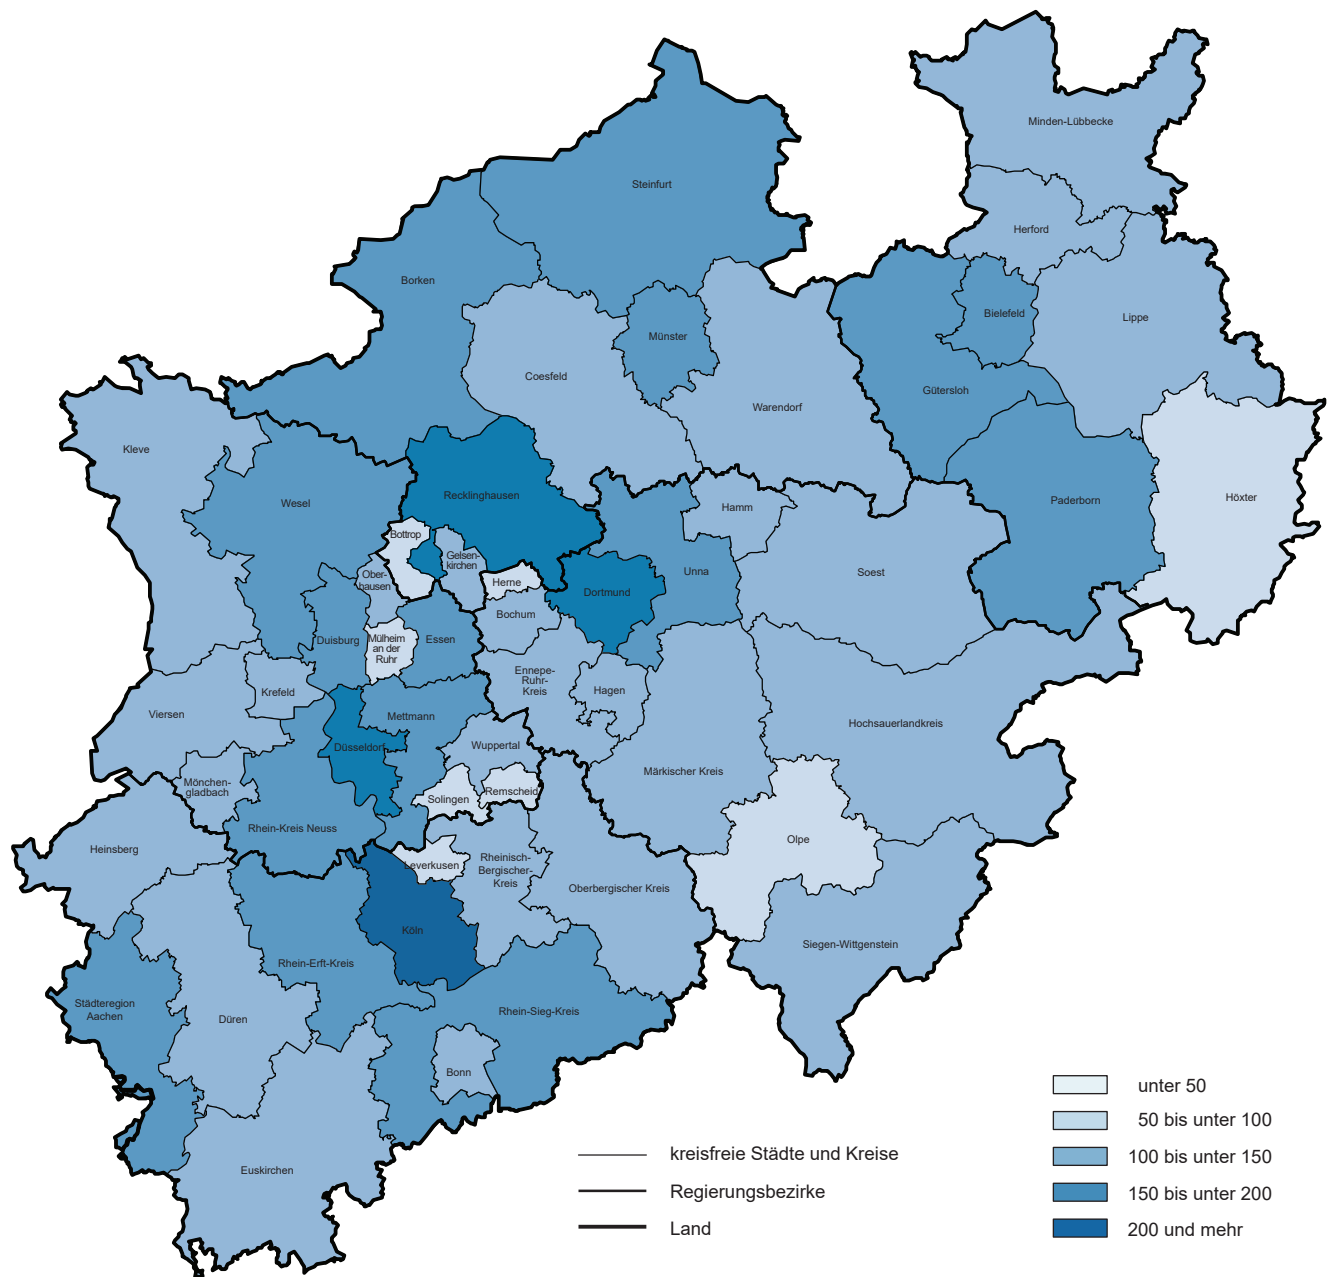 Minden-Lübbecke
Steinfurt
Herford
Borken
Bielefeld
Lippe
Münster
Coesfeld
Gütersloh
Warendorf
Kleve
Recklinghausen
Höxter
Wesel
Paderborn
Hamm
Bottrop
Gelsen-
kirchen
Unna
Soest
Ober-
hausen
Herne
Dortmund
Bochum
Duisburg
Mülheim
an der
Ruhr
Essen
Ennepe-
Ruhr-
Kreis
Hagen
Krefeld
Viersen
Mettmann
Hochsauerlandkreis
Düsseldorf
Wuppertal
Märkischer Kreis
Mönchen-
gladbach
Solingen
Remscheid
Rhein-Kreis Neuss
Olpe
Heinsberg
Leverkusen
Rheinisch-
Bergischer-
Kreis
Oberbergischer Kreis
Köln
Siegen-Wittgenstein
Rhein-Erft-Kreis
Städteregion
Aachen
Düren
Rhein-Sieg-Kreis
Bonn
Euskirchen
kreisfreie Städte und Kreise
Regierungsbezirke
Land
unter 50
50 bis unter 100
100 bis unter 150
150 bis unter 200
200 und mehr